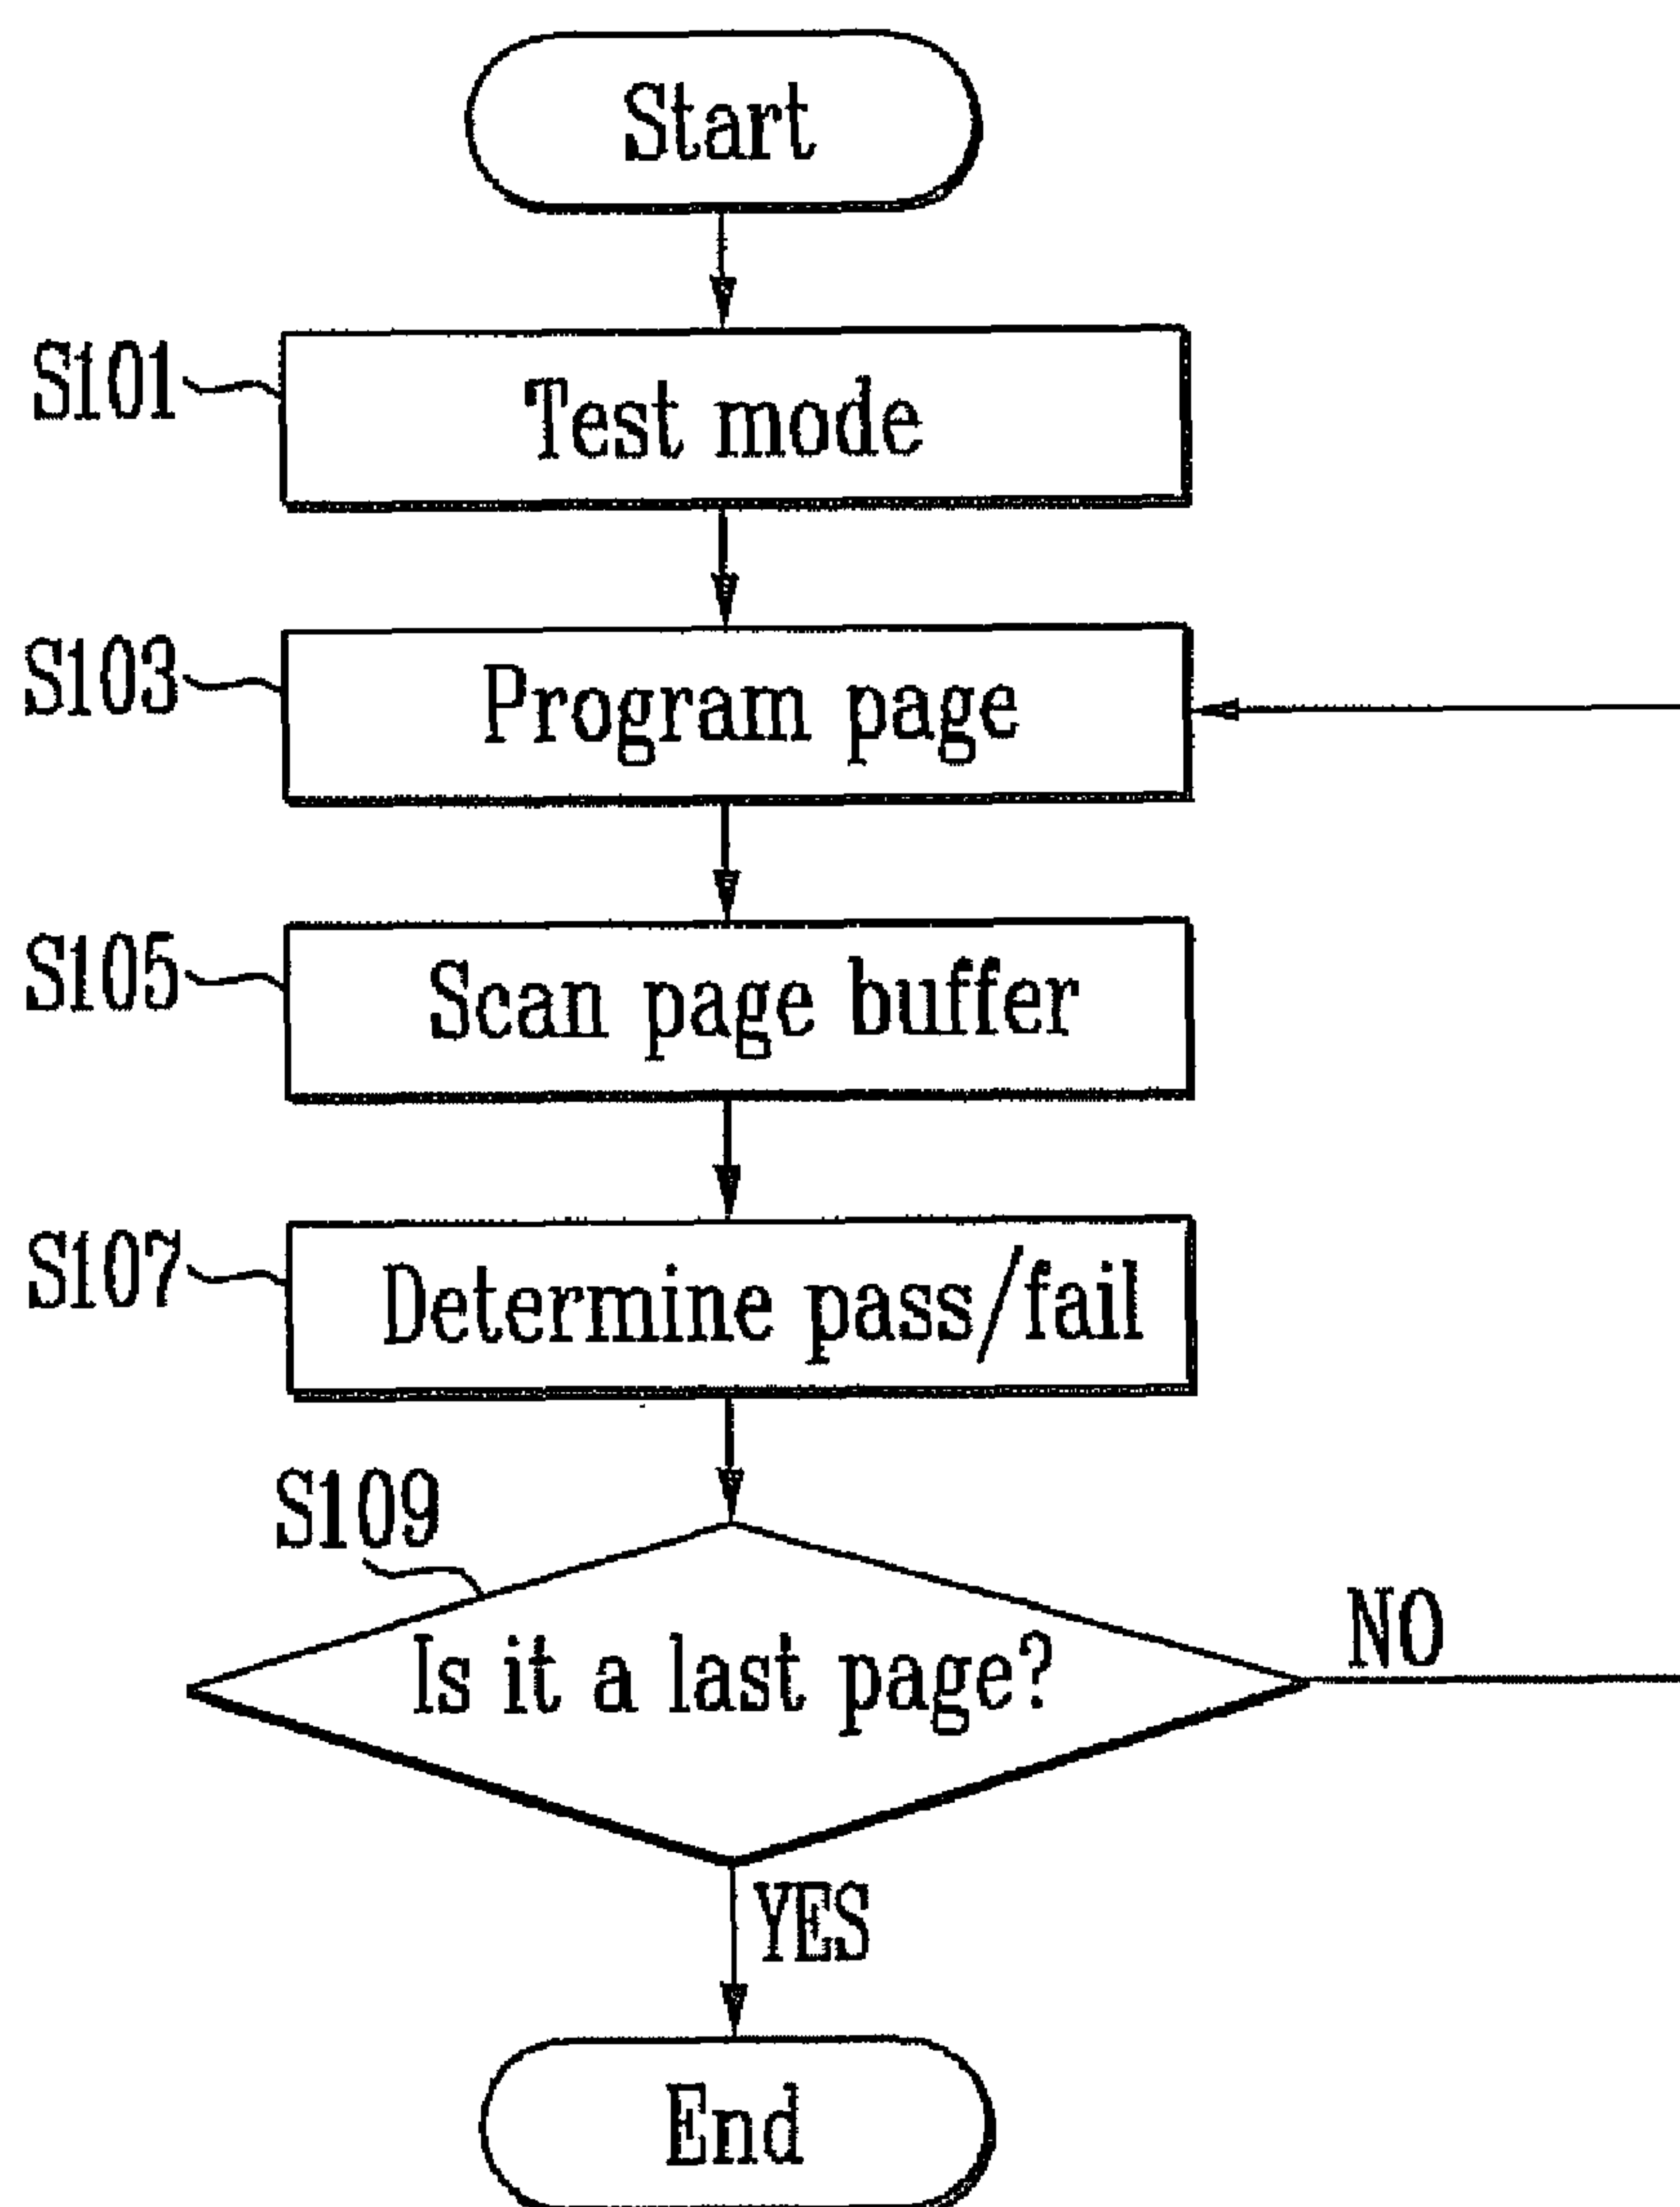 Start
S101
Test mode
S103
Program page
S105
Scan page buffer
S107
Determine pass/fail
S109
Is it a last page?
NO
YES
End